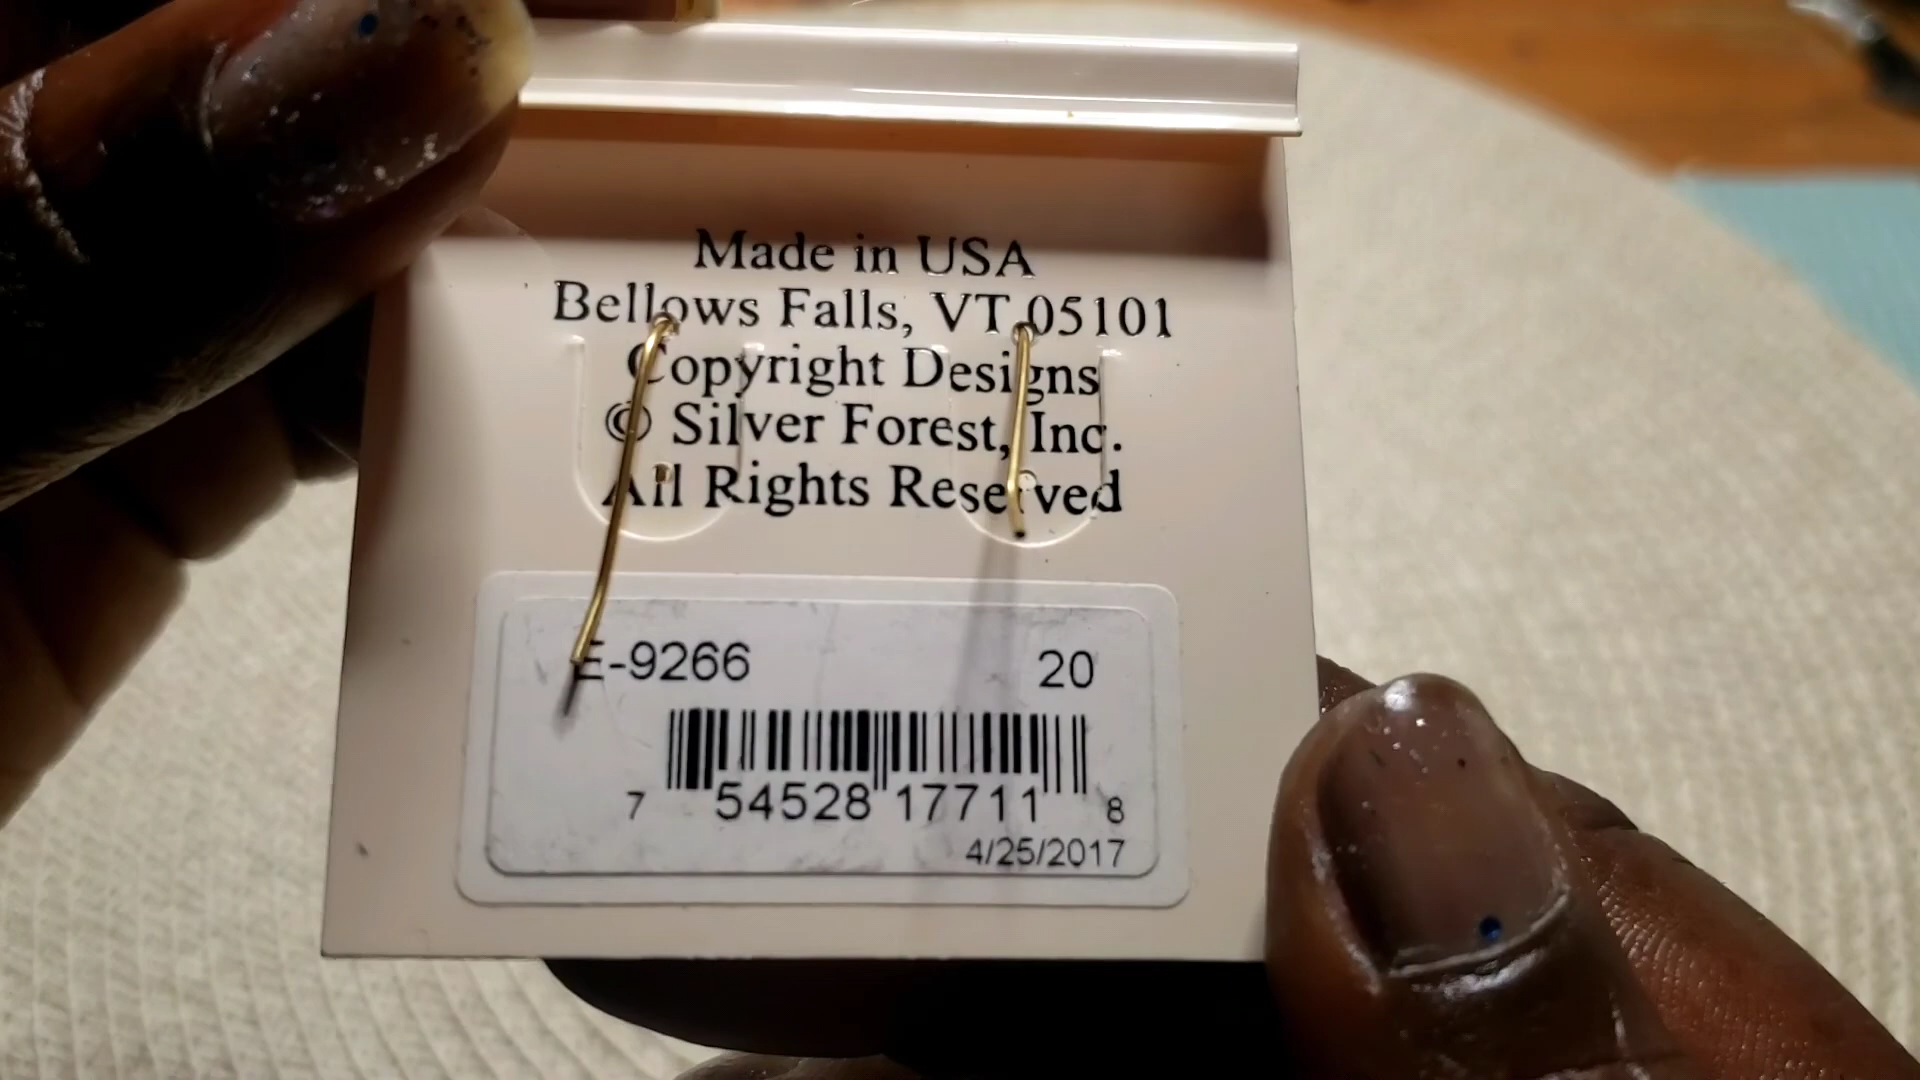 Made in USA
Bellows Falls, VT 05101
Copyright Designs
© Silver Forest, Inc.
All Rights Reserved
E-9266 20
7 54528 17711 8
4/25/2017